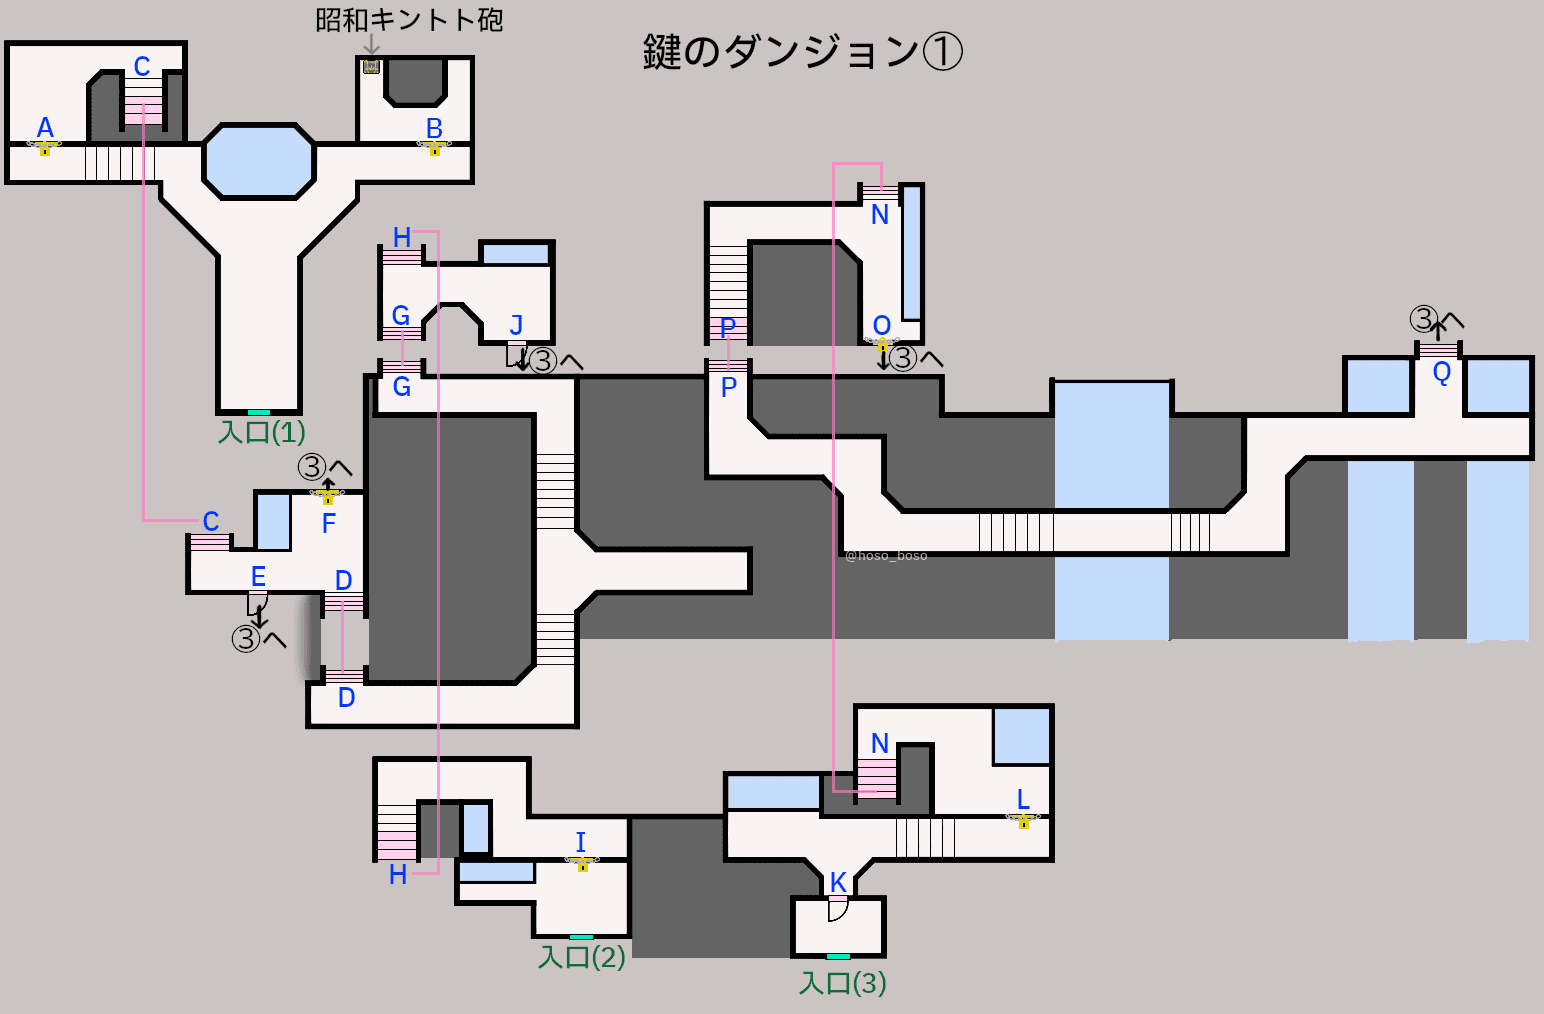 昭和キントト砲
鍵のダンジョン①
C
A
B
N
H
G
J
③へ
P
O
③へ
③へ
G
P
Q
入口(1)
③へ
C
F
E
D
③へ
@hoso_boso
D
N
L
I
H
K
入口(2)
入口(3)